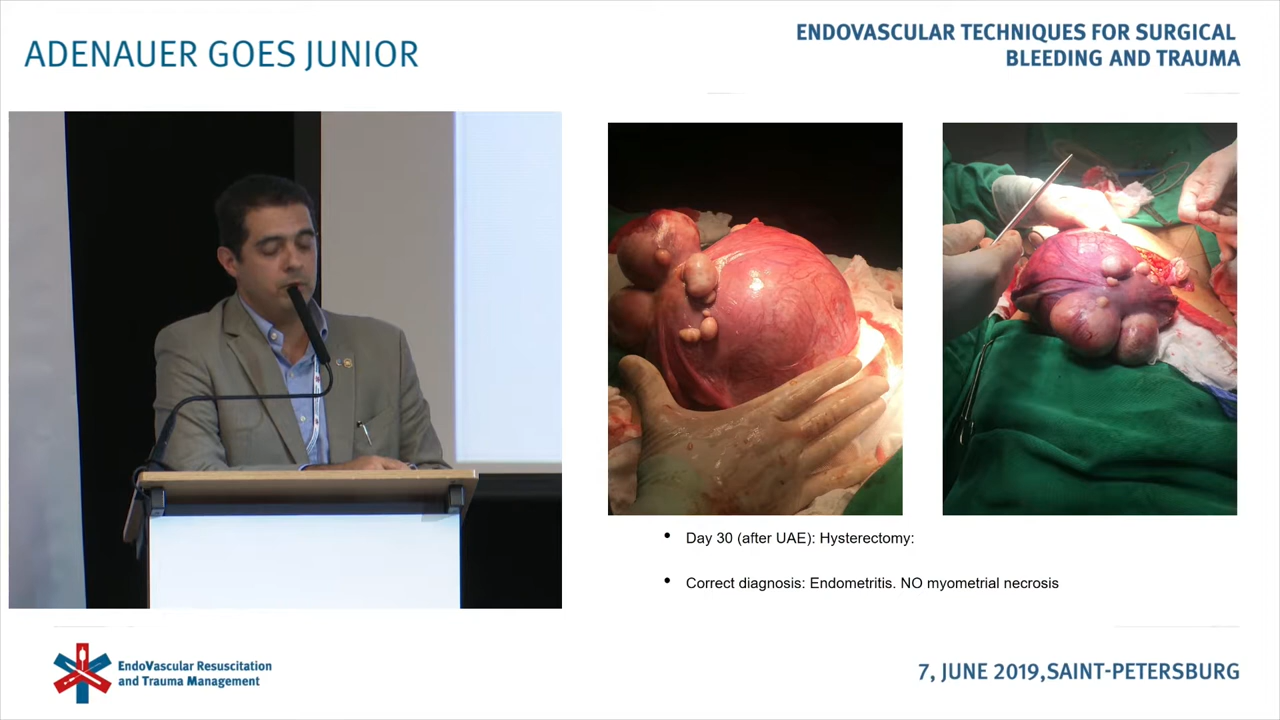 ADENAUER GOES JUNIOR
ENDOVASCULAR TECHNIQUES FOR SURGICAL
BLEEDING AND TRAUMA
• Day 30 (after UAE): Hysterectomy:
• Correct diagnosis: Endometritis. NO myometrial necrosis
EndoVascular Resuscitation
and Trauma Management
7, JUNE 2019,SAINT-PETERSBURG